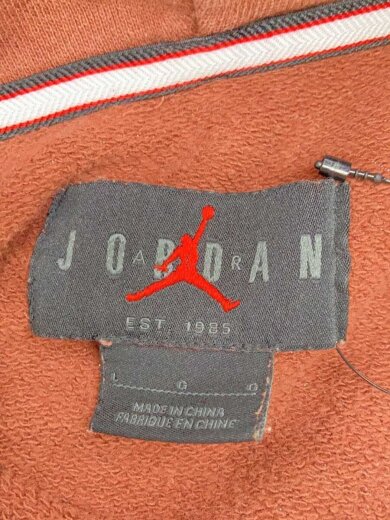 JORDAN
AIR
EST. 1985
L G G
MADE IN CHINA
FABRIQUE EN CHINE